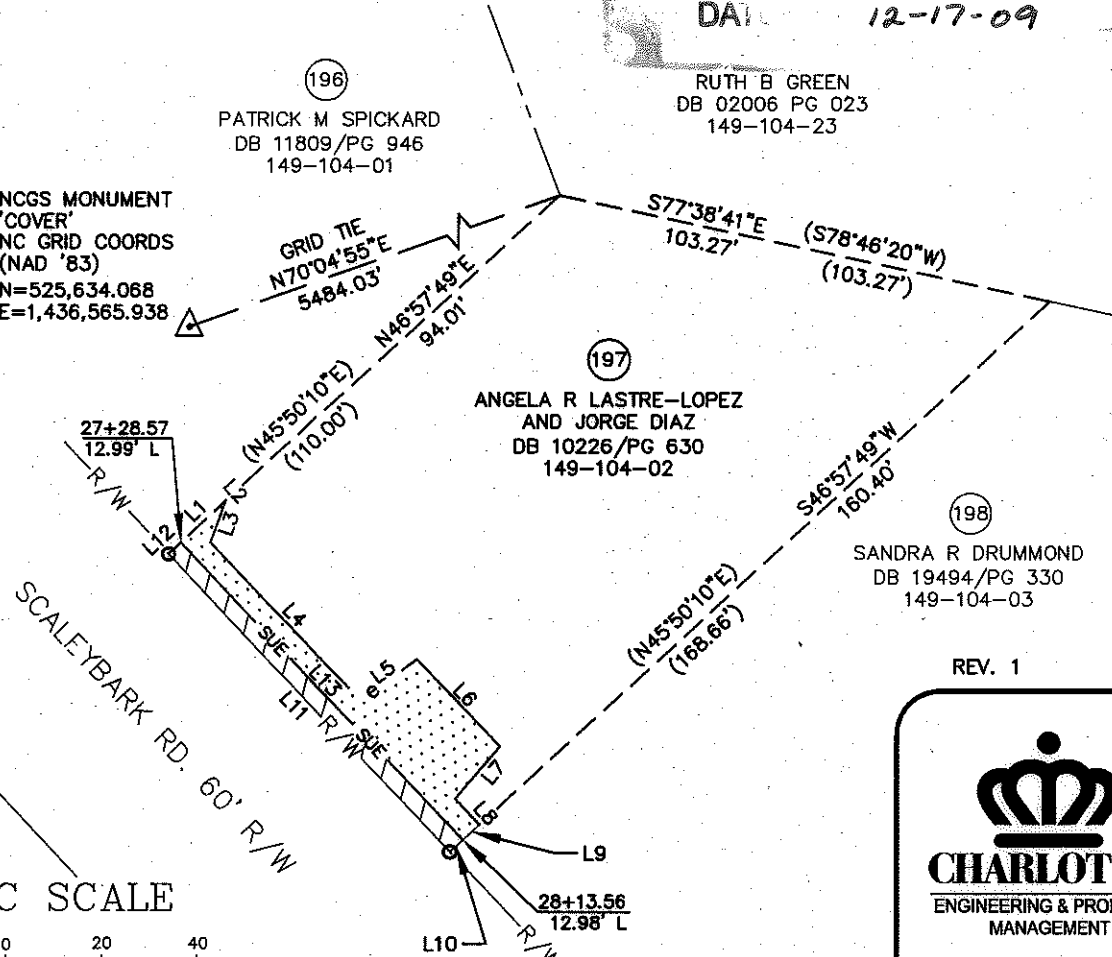 DA
12-17-09
196
PATRICK M SPICKARD
DB 11809/PG 946
149-104-01
RUTH B GREEN
DB 02006 PG 023
149-104-23
NCGS MONUMENT
'COVER'
NC GRID COORDS
(NAD '83)
N=525,634.068
E=1,436,565.938
GRID TIE
N70°04'55"E
5484.03'
N46°57'49"E
94.01'
(N45°50'10"E)
(110.00')
S77°38'41"E
103.27'
(S78°46'20"W)
(103.27')
197
ANGELA R LASTRE-LOPEZ
AND JORGE DIAZ
DB 10226/PG 630
149-104-02
S46°57'49"W
160.40'
(N45°50'10"E)
(168.66')
198
SANDRA R DRUMMOND
DB 19494/PG 330
149-104-03
27+28.57
12.99' L
R/W
L12
L1
L2
L3
L4
SUE
L13
L11
R/W
SUE
eL5
L6
L7
L8
L9
28+13.56
12.98' L
L10
R/W
SCALEYBARK RD. 60' R/W
REV. 1
CHARLOT
ENGINEERING & PRO
MANAGEMENT
C SCALE
0 20 40